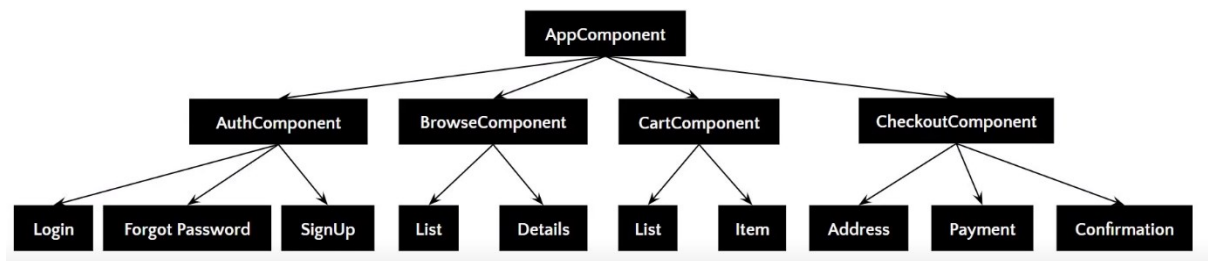 AppComponent
AuthComponent
BrowseComponent
CartComponent
CheckoutComponent
Login
Forgot Password
SignUp
List
Details
List
Item
Address
Payment
Confirmation